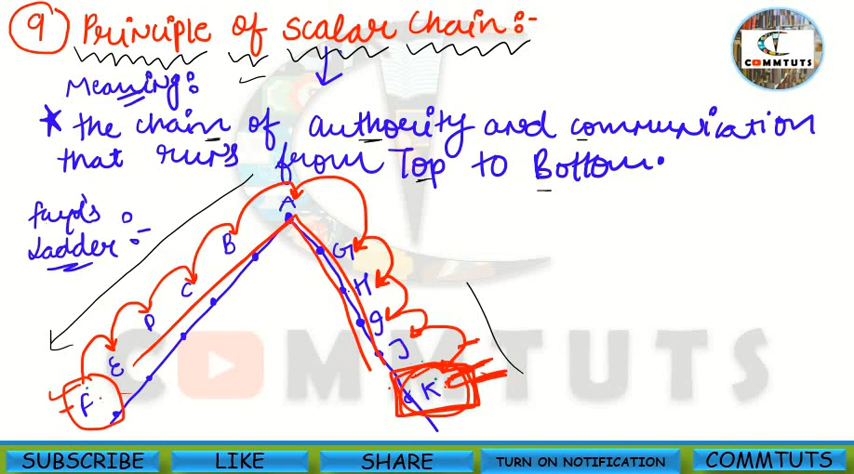 9 Principle of Scalar Chain:-
Meaning:
* the chain of authority and communication
that runs from Top to Bottom.
Fayol's
Ladder:-
A
B
G
C
H
D
g
E
J
F
K
COMMTUTS
COMMTUTS
SUBSCRIBE
LIKE
SHARE
TURN ON NOTIFICATION
COMMTUTS